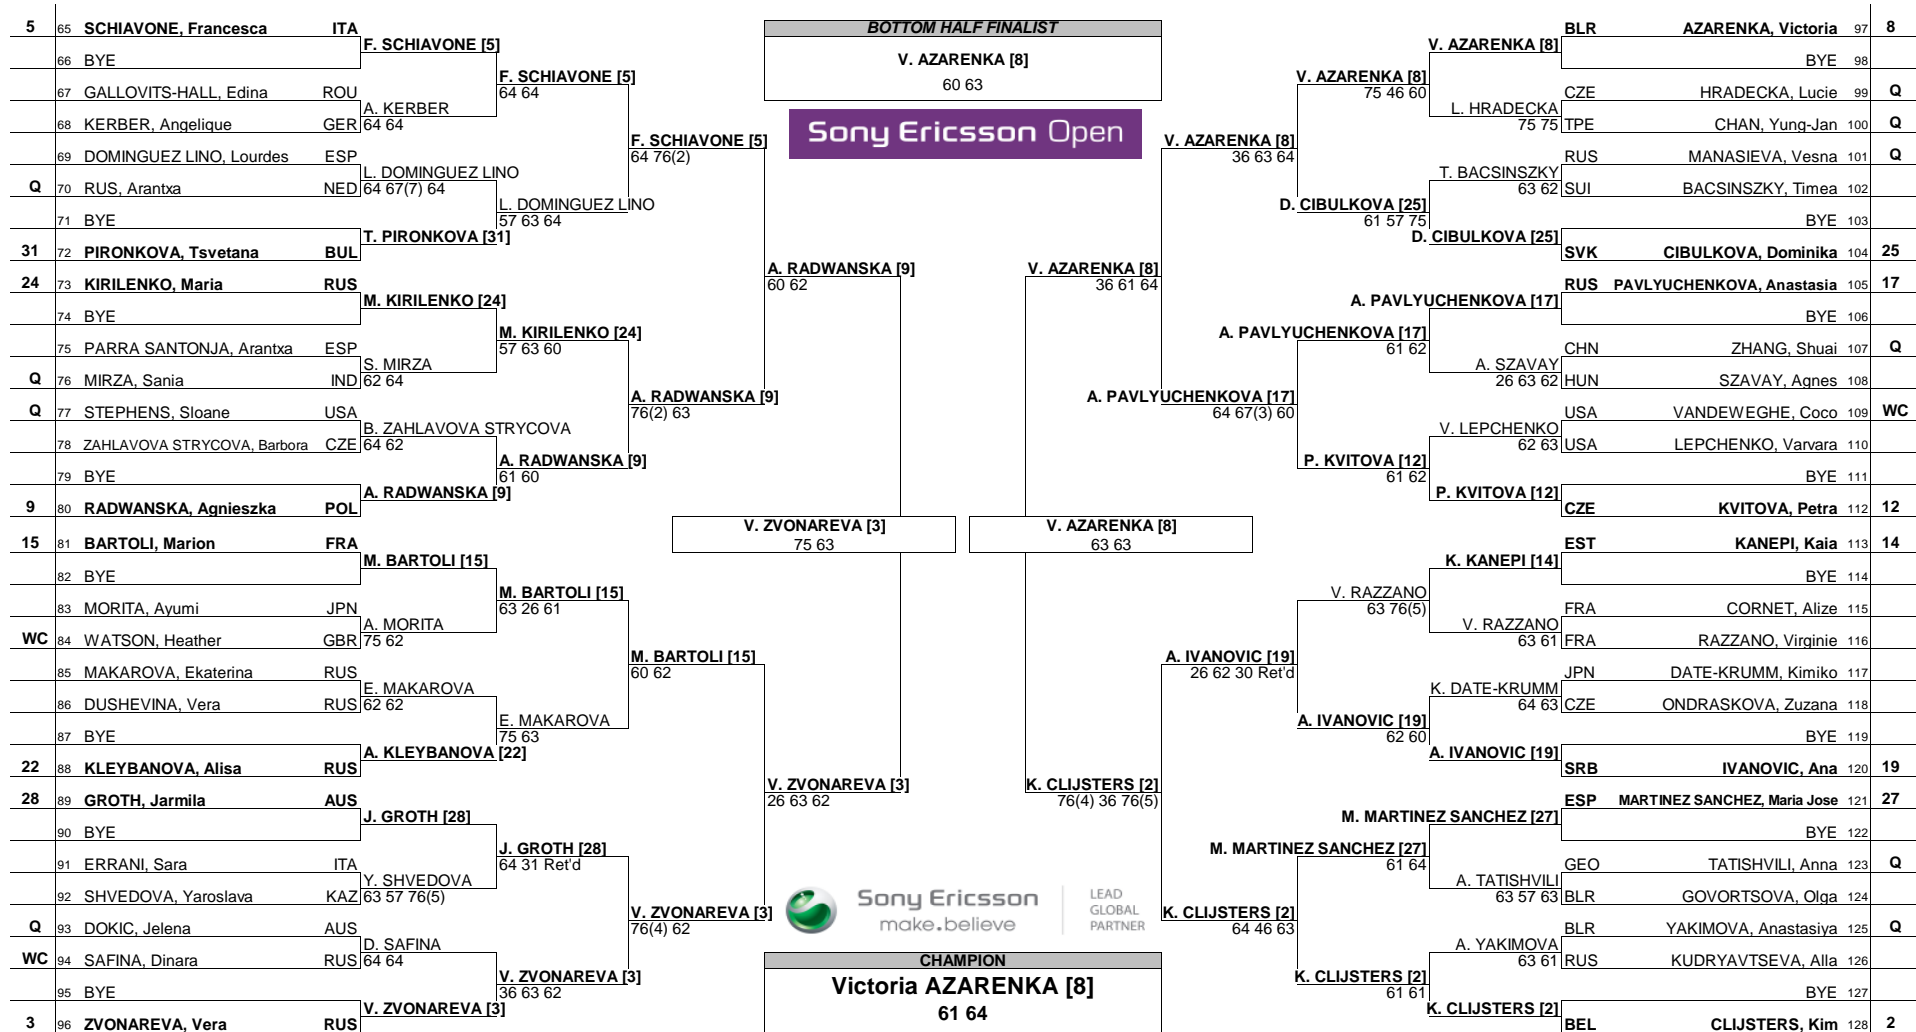 5 65 SCHIAVONE, Francesca ITA
F. SCHIAVONE [5]
66 BYE
F. SCHIAVONE [5]
64 64
67 GALLOVITS-HALL, Edina ROU
A. KERBER
68 KERBER, Angelique GER 64 64
F. SCHIAVONE [5]
64 76(2)
69 DOMINGUEZ LINO, Lourdes ESP
L. DOMINGUEZ LINO
Q 70 RUS, Arantxa NED 64 67(7) 64
L. DOMINGUEZ LINO
57 63 64
71 BYE
T. PIRONKOVA [31]
31 72 PIRONKOVA, Tsvetana BUL
A. RADWANSKA [9]
60 62
24 73 KIRILENKO, Maria RUS
M. KIRILENKO [24]
74 BYE
M. KIRILENKO [24]
57 63 60
75 PARRA SANTONJA, Arantxa ESP
S. MIRZA
Q 76 MIRZA, Sania IND 62 64
A. RADWANSKA [9]
76(2) 63
Q 77 STEPHENS, Sloane USA
B. ZAHLAVOVA STRYCOVA
78 ZAHLAVOVA STRYCOVA, Barbora CZE 64 62
A. RADWANSKA [9]
61 60
79 BYE
A. RADWANSKA [9]
9 80 RADWANSKA, Agnieszka POL
V. ZVONAREVA [3]
75 63
15 81 BARTOLI, Marion FRA
M. BARTOLI [15]
82 BYE
M. BARTOLI [15]
63 26 61
83 MORITA, Ayumi JPN
A. MORITA
WC 84 WATSON, Heather GBR 75 62
M. BARTOLI [15]
60 62
85 MAKAROVA, Ekaterina RUS
E. MAKAROVA
86 DUSHEVINA, Vera RUS 62 62
E. MAKAROVA
75 63
87 BYE
A. KLEYBANOVA [22]
22 88 KLEYBANOVA, Alisa RUS
V. ZVONAREVA [3]
26 63 62
28 89 GROTH, Jarmila AUS
J. GROTH [28]
90 BYE
J. GROTH [28]
64 31 Ret'd
91 ERRANI, Sara ITA
Y. SHVEDOVA
92 SHVEDOVA, Yaroslava KAZ 63 57 76(5)
V. ZVONAREVA [3]
76(4) 62
Q 93 DOKIC, Jelena AUS
D. SAFINA
WC 94 SAFINA, Dinara RUS 64 64
V. ZVONAREVA [3]
36 63 62
95 BYE
V. ZVONAREVA [3]
3 96 ZVONAREVA, Vera RUS
BOTTOM HALF FINALIST
V. AZARENKA [8]
60 63
Sony Ericsson Open
BLR AZARENKA, Victoria 97 8
V. AZARENKA [8]
BYE 98
V. AZARENKA [8]
75 46 60
CZE HRADECKA, Lucie 99 Q
L. HRADECKA
75 75 TPE CHAN, Yung-Jan 100 Q
V. AZARENKA [8]
36 63 64
RUS MANASIEVA, Vesna 101 Q
T. BACSINSZKY
63 62 SUI BACSINSZKY, Timea 102
D. CIBULKOVA [25]
61 57 75
BYE 103
D. CIBULKOVA [25]
SVK CIBULKOVA, Dominika 104 25
V. AZARENKA [8]
36 61 64
RUS PAVLYUCHENKOVA, Anastasia 105 17
A. PAVLYUCHENKOVA [17]
BYE 106
A. PAVLYUCHENKOVA [17]
61 62
CHN ZHANG, Shuai 107 Q
A. SZAVAY
26 63 62 HUN SZAVAY, Agnes 108
A. PAVLYUCHENKOVA [17]
64 67(3) 60
USA VANDEWEGHE, Coco 109 WC
V. LEPCHENKO
62 63 USA LEPCHENKO, Varvara 110
P. KVITOVA [12]
61 62
BYE 111
P. KVITOVA [12]
CZE KVITOVA, Petra 112 12
V. AZARENKA [8]
63 63
EST KANEPI, Kaia 113 14
K. KANEPI [14]
BYE 114
V. RAZZANO
63 76(5)
FRA CORNET, Alize 115
V. RAZZANO
63 61 FRA RAZZANO, Virginie 116
A. IVANOVIC [19]
26 62 30 Ret'd
JPN DATE-KRUMM, Kimiko 117
K. DATE-KRUMM
64 63 CZE ONDRASKOVA, Zuzana 118
A. IVANOVIC [19]
62 60
BYE 119
A. IVANOVIC [19]
SRB IVANOVIC, Ana 120 19
K. CLIJSTERS [2]
76(4) 36 76(5)
ESP MARTINEZ SANCHEZ, Maria Jose 121 27
M. MARTINEZ SANCHEZ [27]
BYE 122
M. MARTINEZ SANCHEZ [27]
61 64
GEO TATISHVILI, Anna 123 Q
A. TATISHVILI
63 57 63 BLR GOVORTSOVA, Olga 124
K. CLIJSTERS [2]
64 46 63
BLR YAKIMOVA, Anastasiya 125 Q
A. YAKIMOVA
63 61 RUS KUDRYAVTSEVA, Alla 126
K. CLIJSTERS [2]
61 61
BYE 127
K. CLIJSTERS [2]
BEL CLIJSTERS, Kim 128 2
Sony Ericsson
make.believe
LEAD
GLOBAL
PARTNER
CHAMPION
Victoria AZARENKA [8]
61 64